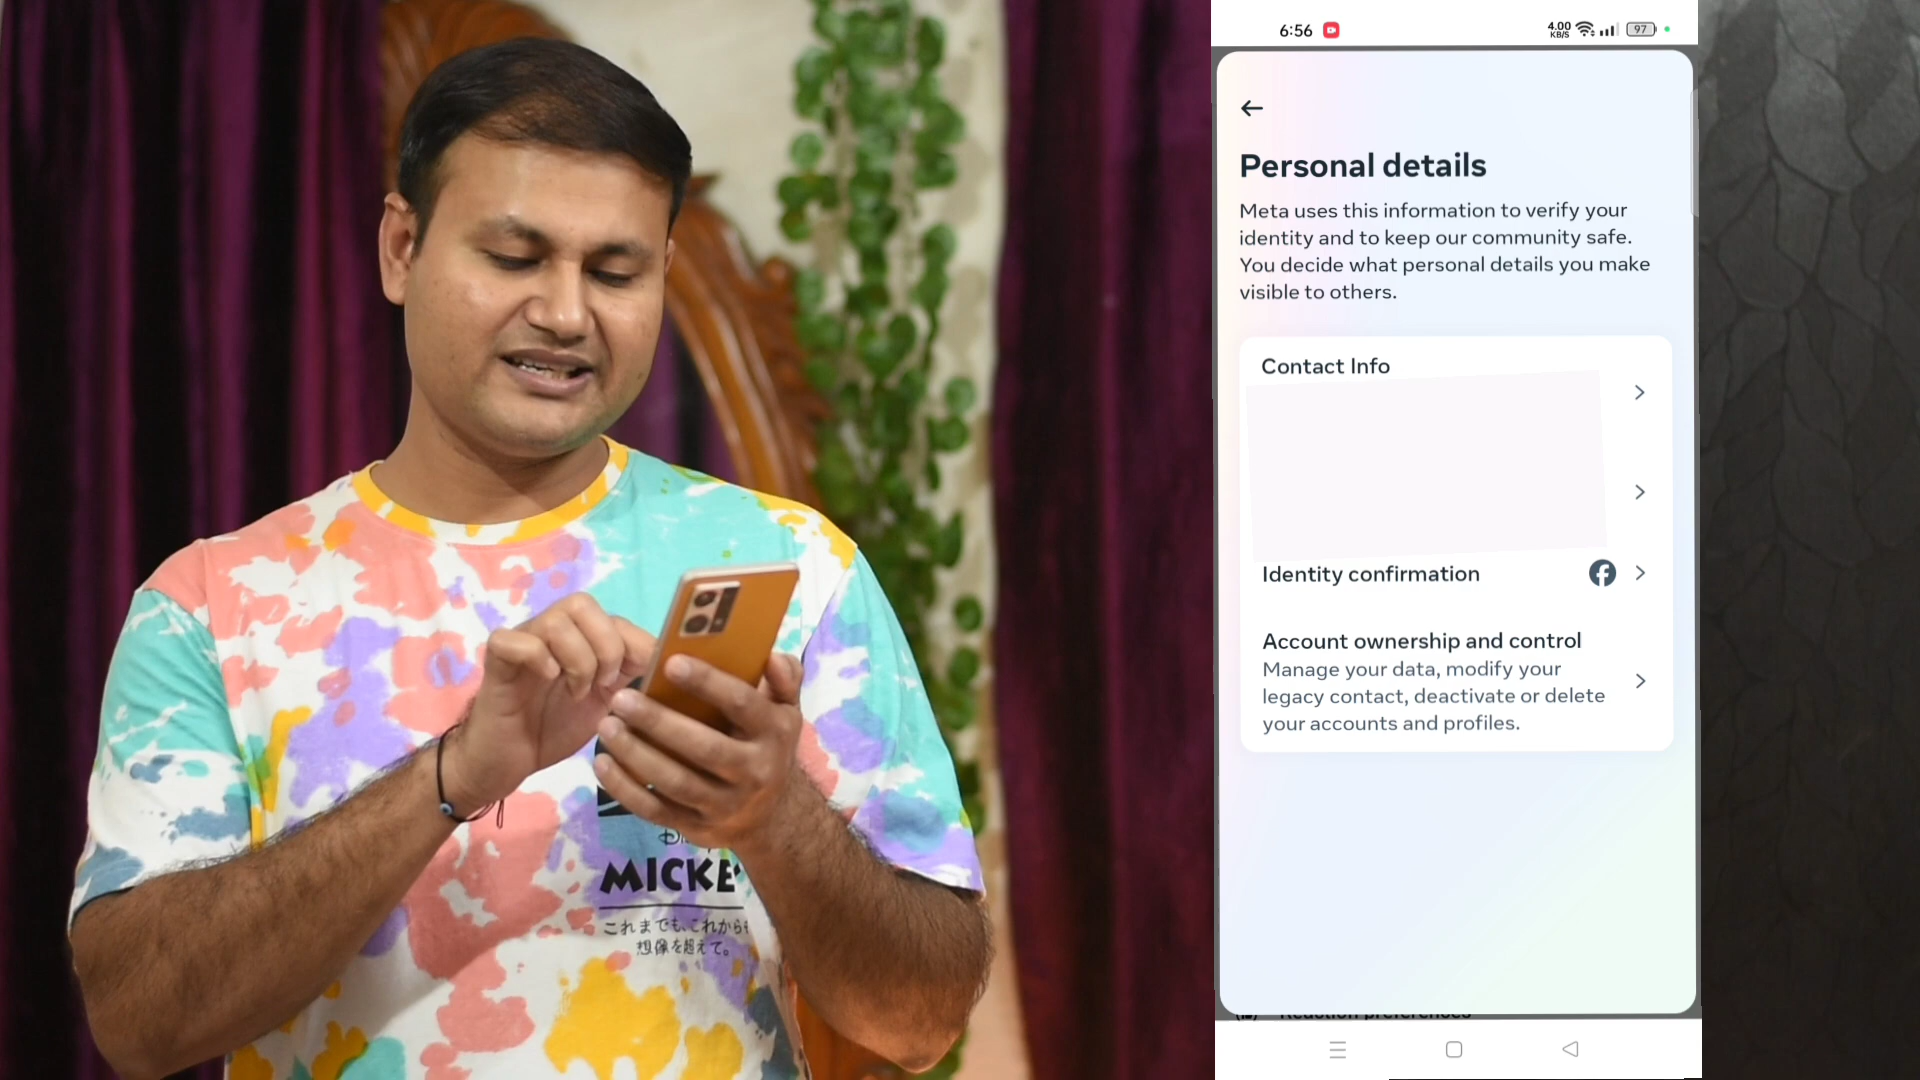 MICKE
これまでも、これから
想像を超えて。
6:56
4.00
KB/S
97
Personal details
Meta uses this information to verify your
identity and to keep our community safe.
You decide what personal details you make
visible to others.
Contact Info
Identity confirmation
Account ownership and control
Manage your data, modify your
legacy contact, deactivate or delete
your accounts and profiles.
Reaction preferences